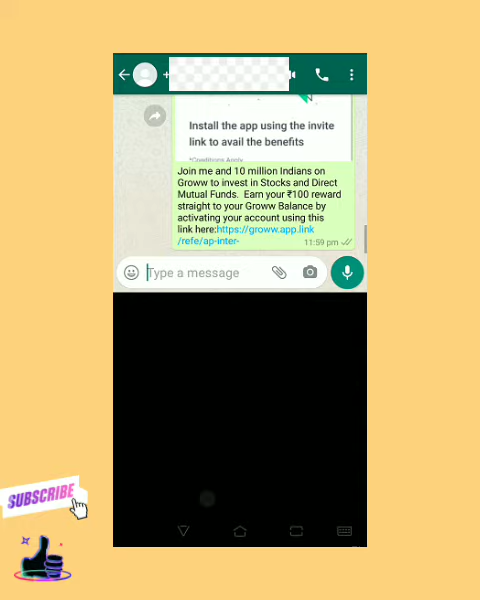 Install the app using the invite
link to avail the benefits
*Conditions Apply
Join me and 10 million Indians on
Groww to invest in Stocks and Direct
Mutual Funds. Earn your ₹100 reward
straight to your Groww Balance by
activating your account using this
link here:https://groww.app.link
/refe/ap-inter-
11:59 pm
Type a message
SUBSCRIBE